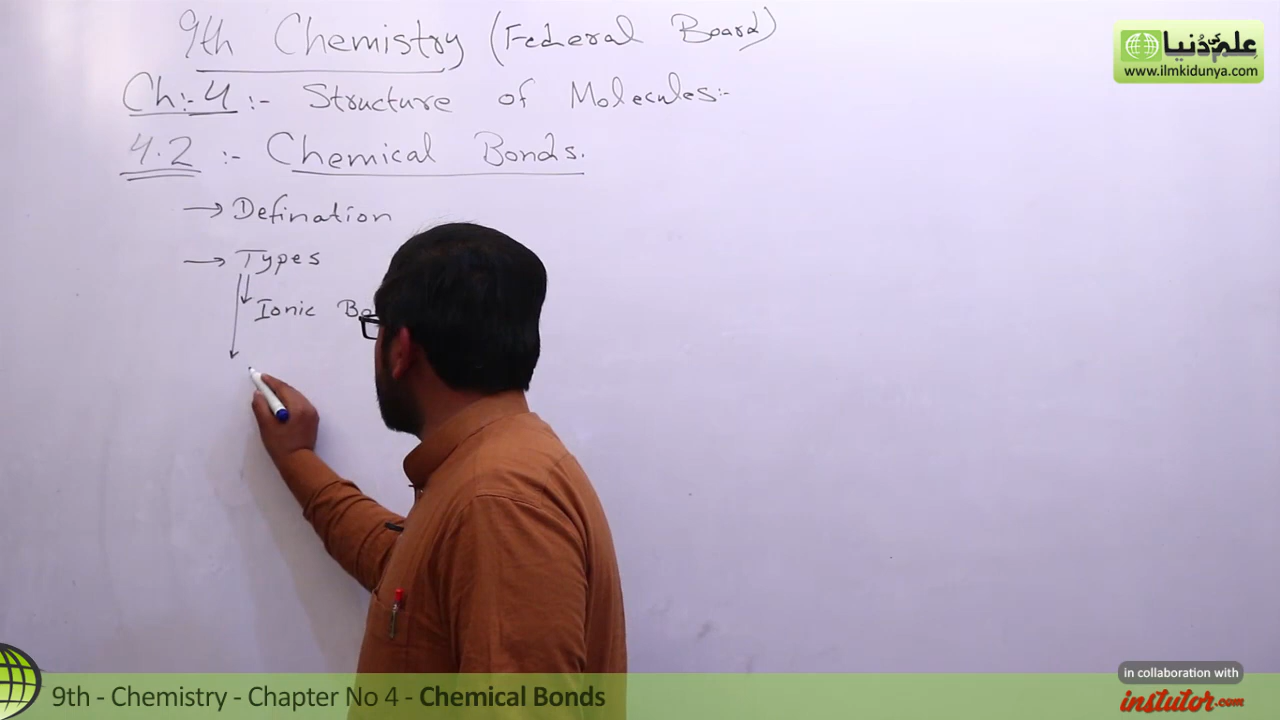 9th Chemistry (Federal Board)
Ch:-4 :- Structure of Molecules:-
4.2 :- Chemical Bonds.
→ Defination
→ Types
Ionic
علم کی دنیا
www.ilmkidunya.com
9th - Chemistry - Chapter No 4 - Chemical Bonds
in collaboration with
instutor.com